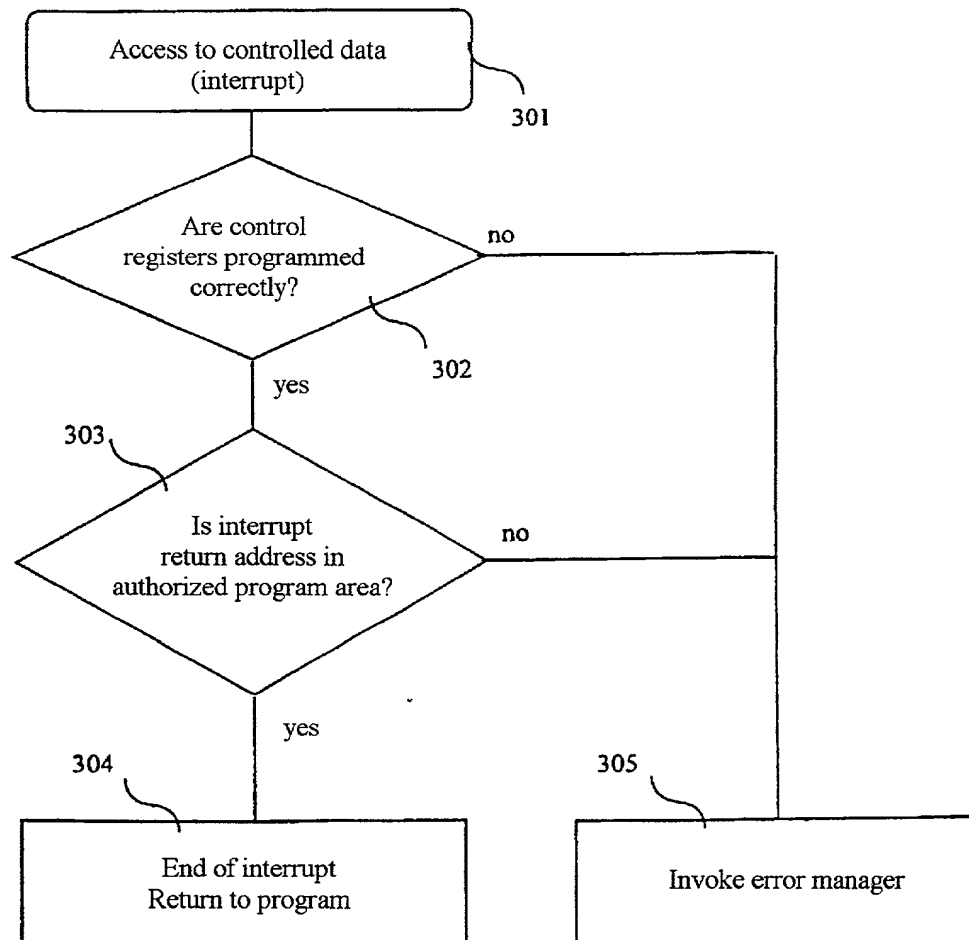 Access to controlled data
(interrupt)
301
Are control
registers programmed
correctly?
no
302
yes
303
Is interrupt
return address in
authorized program area?
no
yes
304
305
End of interrupt
Return to program
Invoke error manager